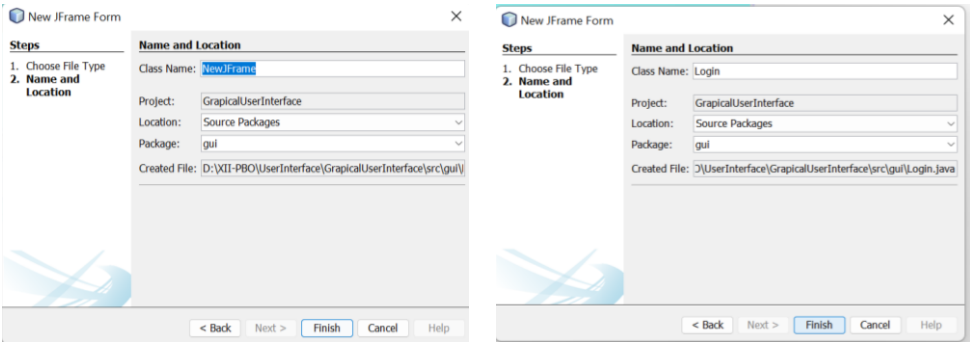 New JFrame Form
Steps
1. Choose File Type
2. Name and
Location
Name and Location
Class Name: NewJFrame
Project: GrapicalUserInterface
Location: Source Packages
Package: gui
Created File: D:\XII-PBO\UserInterface\GrapicalUserInterface\src\gui\
< Back Next > Finish Cancel Help
New JFrame Form
Steps
1. Choose File Type
2. Name and
Location
Name and Location
Class Name: Login
Project: GrapicalUserInterface
Location: Source Packages
Package: gui
Created File: \UserInterface\GrapicalUserInterface\src\gui\Login.java
< Back Next > Finish Cancel Help